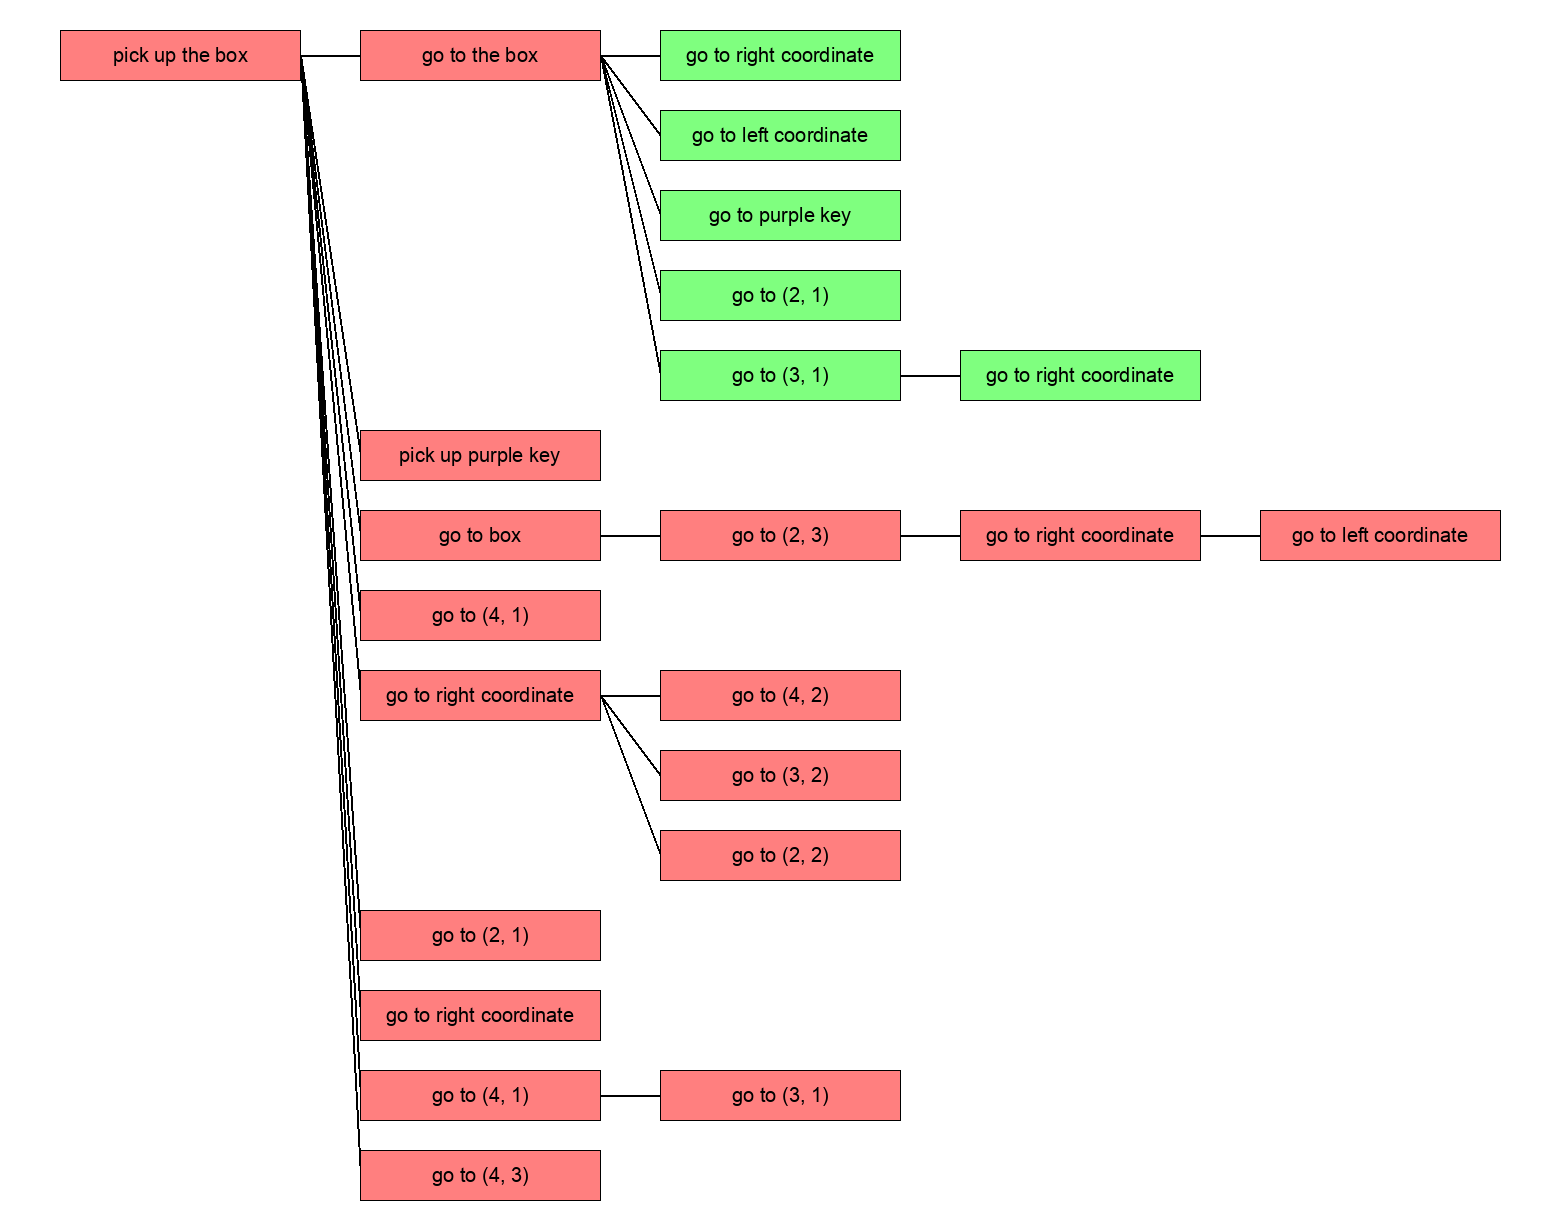 pick up the box
go to the box
go to right coordinate
go to left coordinate
go to purple key
go to (2, 1)
go to (3, 1)
go to right coordinate
pick up purple key
go to box
go to (2, 3)
go to right coordinate
go to left coordinate
go to (4, 1)
go to right coordinate
go to (4, 2)
go to (3, 2)
go to (2, 2)
go to (2, 1)
go to right coordinate
go to (4, 1)
go to (3, 1)
go to (4, 3)